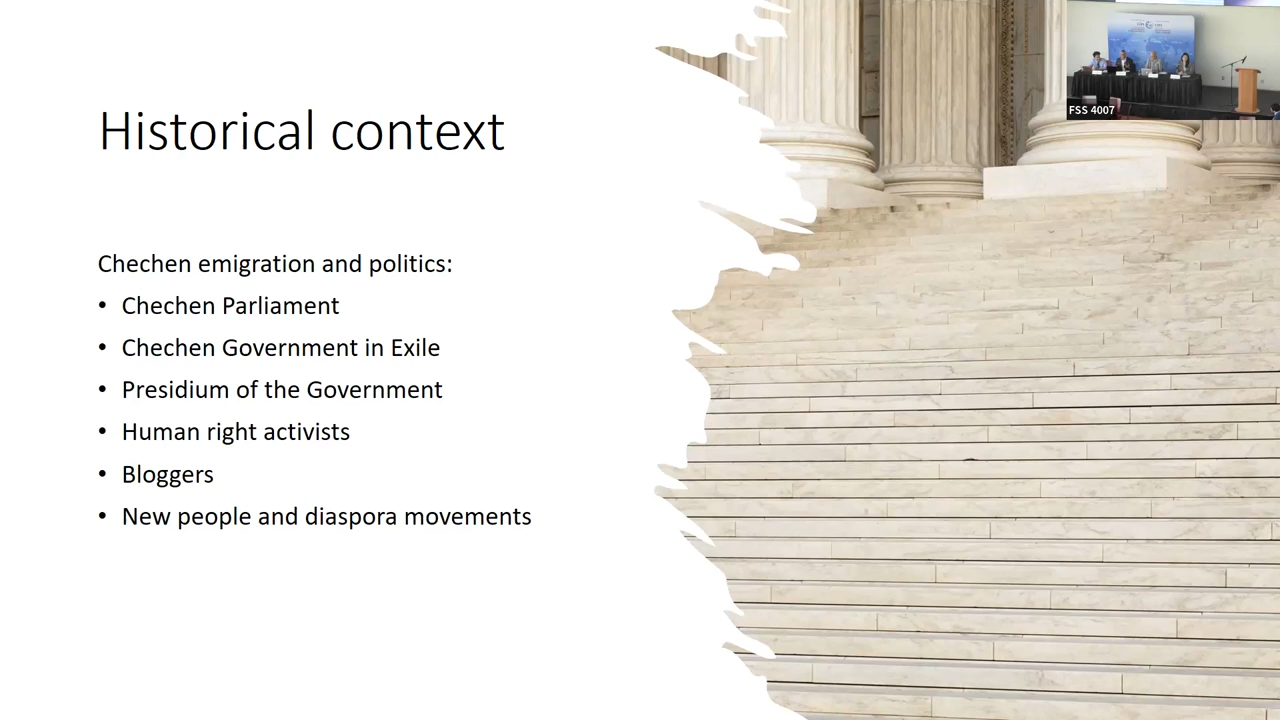 Historical context
Chechen emigration and politics:
• Chechen Parliament
• Chechen Government in Exile
• Presidium of the Government
• Human right activists
• Bloggers
• New people and diaspora movements
FSS 4007